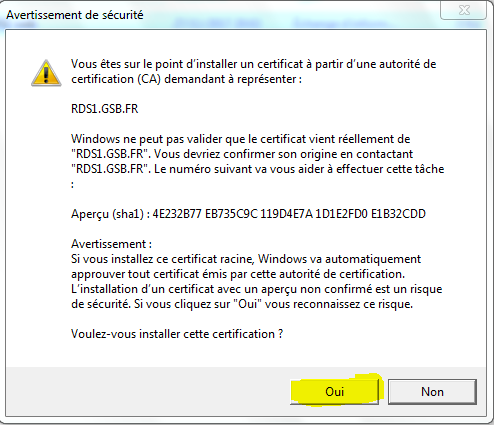 Avertissement de sécurité
Vous êtes sur le point d'installer un certificat à partir d'une autorité de
certification (CA) demandant à représenter :
RDS1.GSB.FR
Windows ne peut pas valider que le certificat vient réellement de
"RDS1.GSB.FR". Vous devriez confirmer son origine en contactant
"RDS1.GSB.FR". Le numéro suivant va vous aider à effectuer cette tâche
:
Aperçu (sha1) : 4E232B77 EB735C9C 119D4E7A 1D1E2FD0 E1B32CDD
Avertissement :
Si vous installez ce certificat racine, Windows va automatiquement
approuver tout certificat émis par cette autorité de certification.
L'installation d'un certificat avec un aperçu non confirmé est un risque
de sécurité. Si vous cliquez sur "Oui" vous reconnaissez ce risque.
Voulez-vous installer cette certification ?
Oui
Non